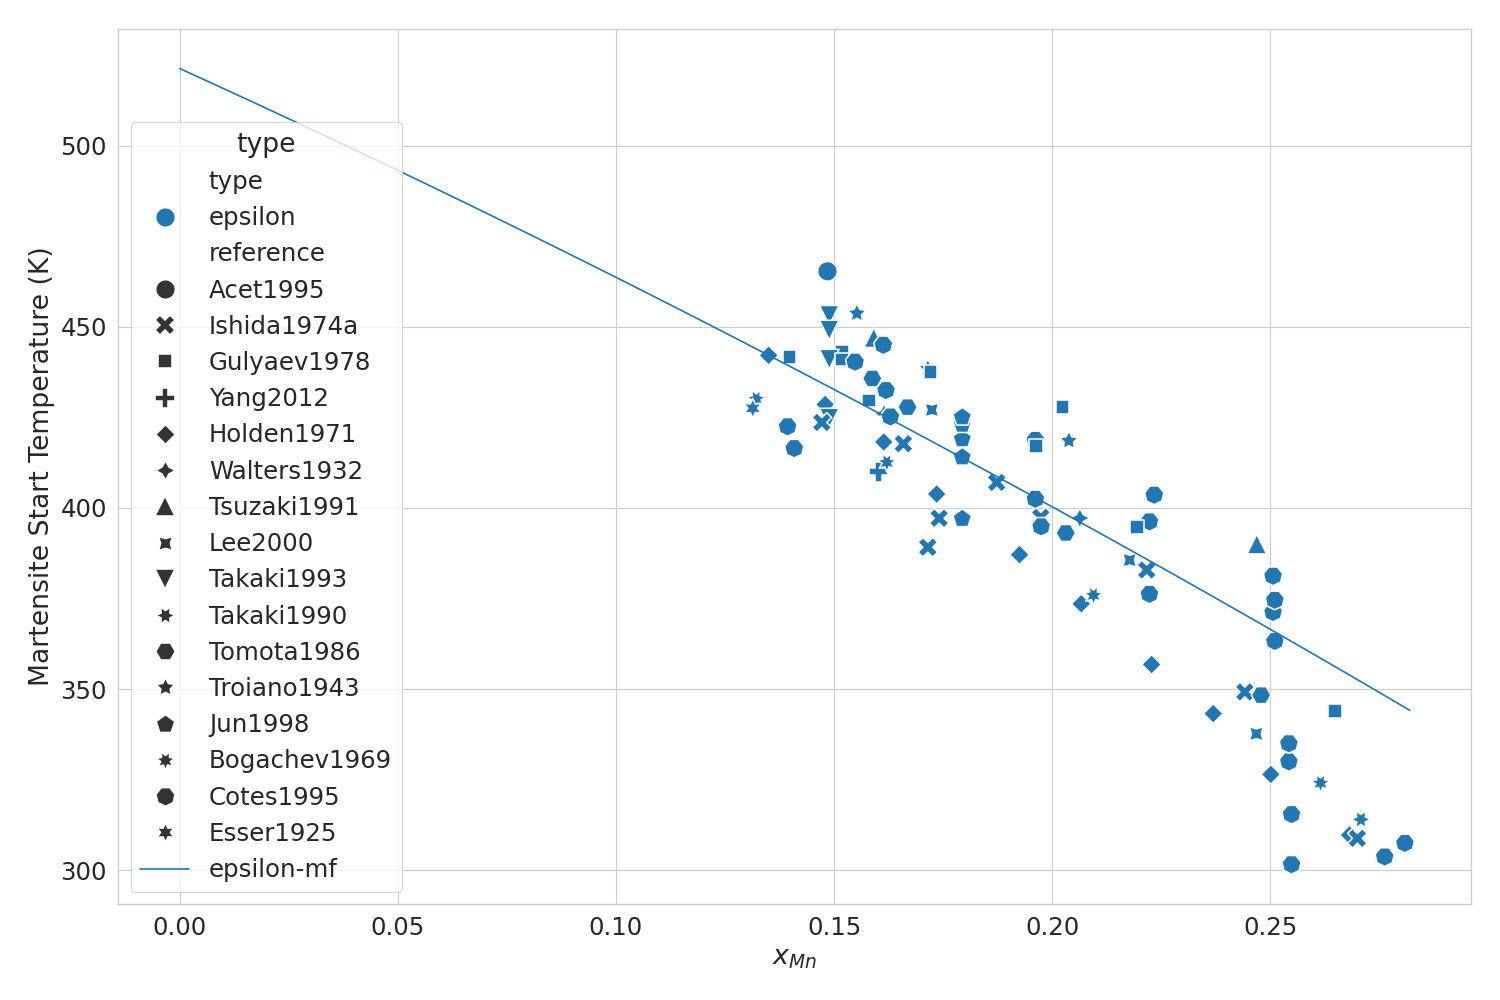 type
type
epsilon
reference
Acet1995
Ishida1974a
Gulyaev1978
Yang2012
Holden1971
Walters1932
Tsuzaki1991
Lee2000
Takaki1993
Takaki1990
Tomota1986
Troiano1943
Jun1998
Bogachev1969
Cotes1995
Esser1925
epsilon-mf
Martensite Start Temperature (K)
500
450
400
350
300
0.00 0.05 0.10 0.15 0.20 0.25
x_{Mn}